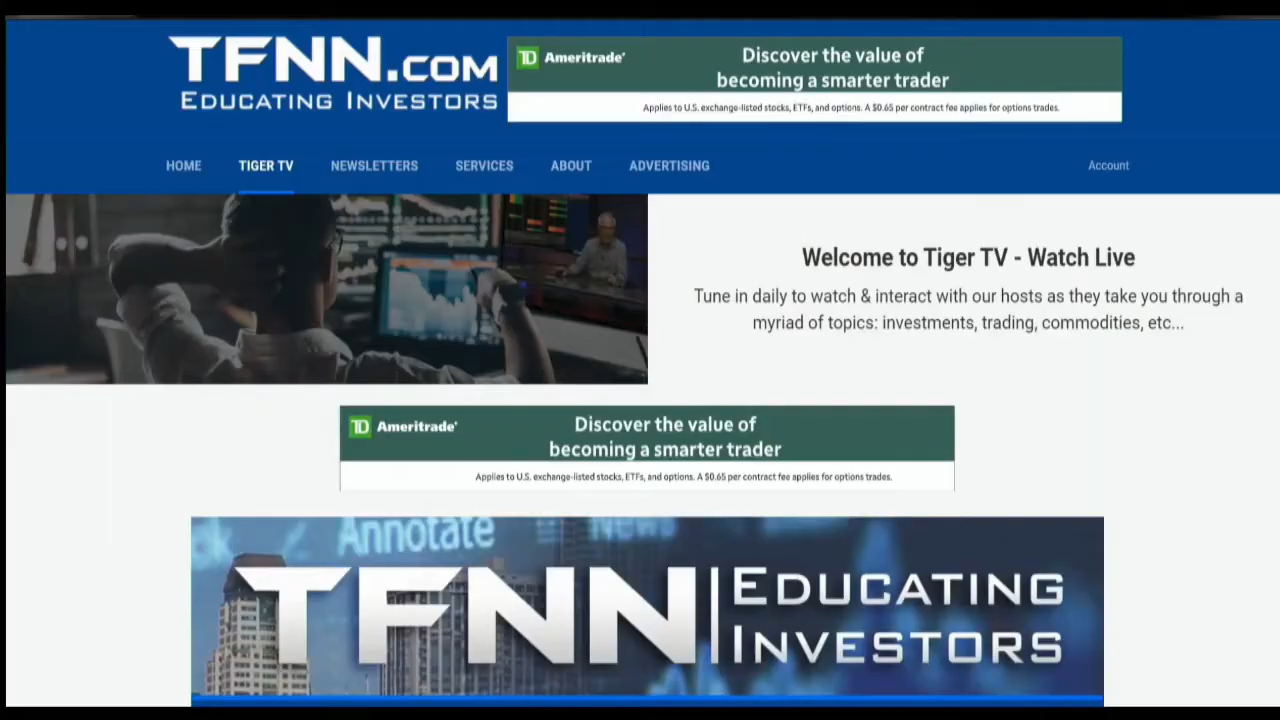 TFNN.COM
EDUCATING INVESTORS
TD Ameritrade
Discover the value of
becoming a smarter trader
Applies to U.S. exchange-listed stocks, ETFs, and options. A $0.65 per contract fee applies for options trades.
HOME TIGER TV NEWSLETTERS SERVICES ABOUT ADVERTISING Account
Welcome to Tiger TV - Watch Live
Tune in daily to watch & interact with our hosts as they take you through a
myriad of topics: investments, trading, commodities, etc...
TD Ameritrade
Discover the value of
becoming a smarter trader
Applies to U.S. exchange-listed stocks, ETFs, and options. A $0.65 per contract fee applies for options trades.
Annotate News
TFNN EDUCATING
INVESTORS